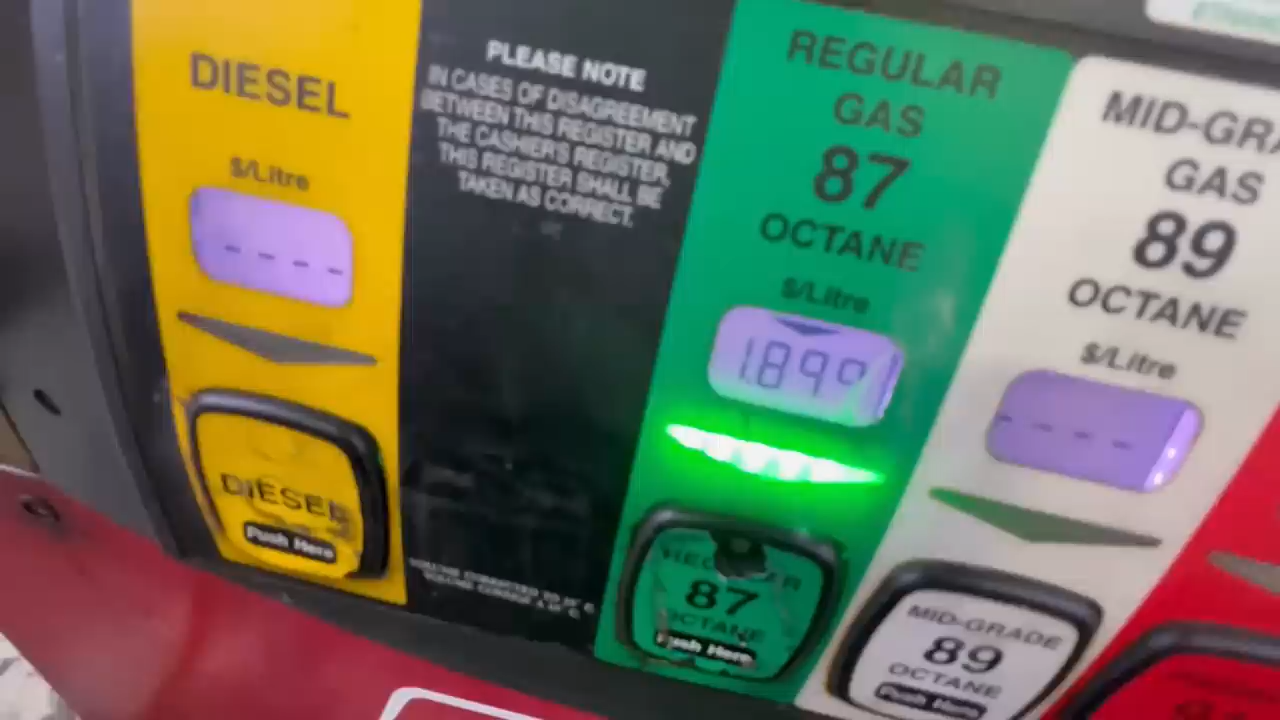 DIESEL
$/Litre
- - - -
DIESEL
Push Here
PLEASE NOTE
IN CASES OF DISAGREEMENT
BETWEEN THIS REGISTER AND
THE CASHIER'S REGISTER,
THIS REGISTER SHALL BE
TAKEN AS CORRECT.
REGULAR
GAS
87
OCTANE
$/Litre
1.899
87
OCTANE
Push Here
MID-GRA
GAS
89
OCTANE
$/Litre
- - - -
MID-GRADE
89
OCTANE
Push Here